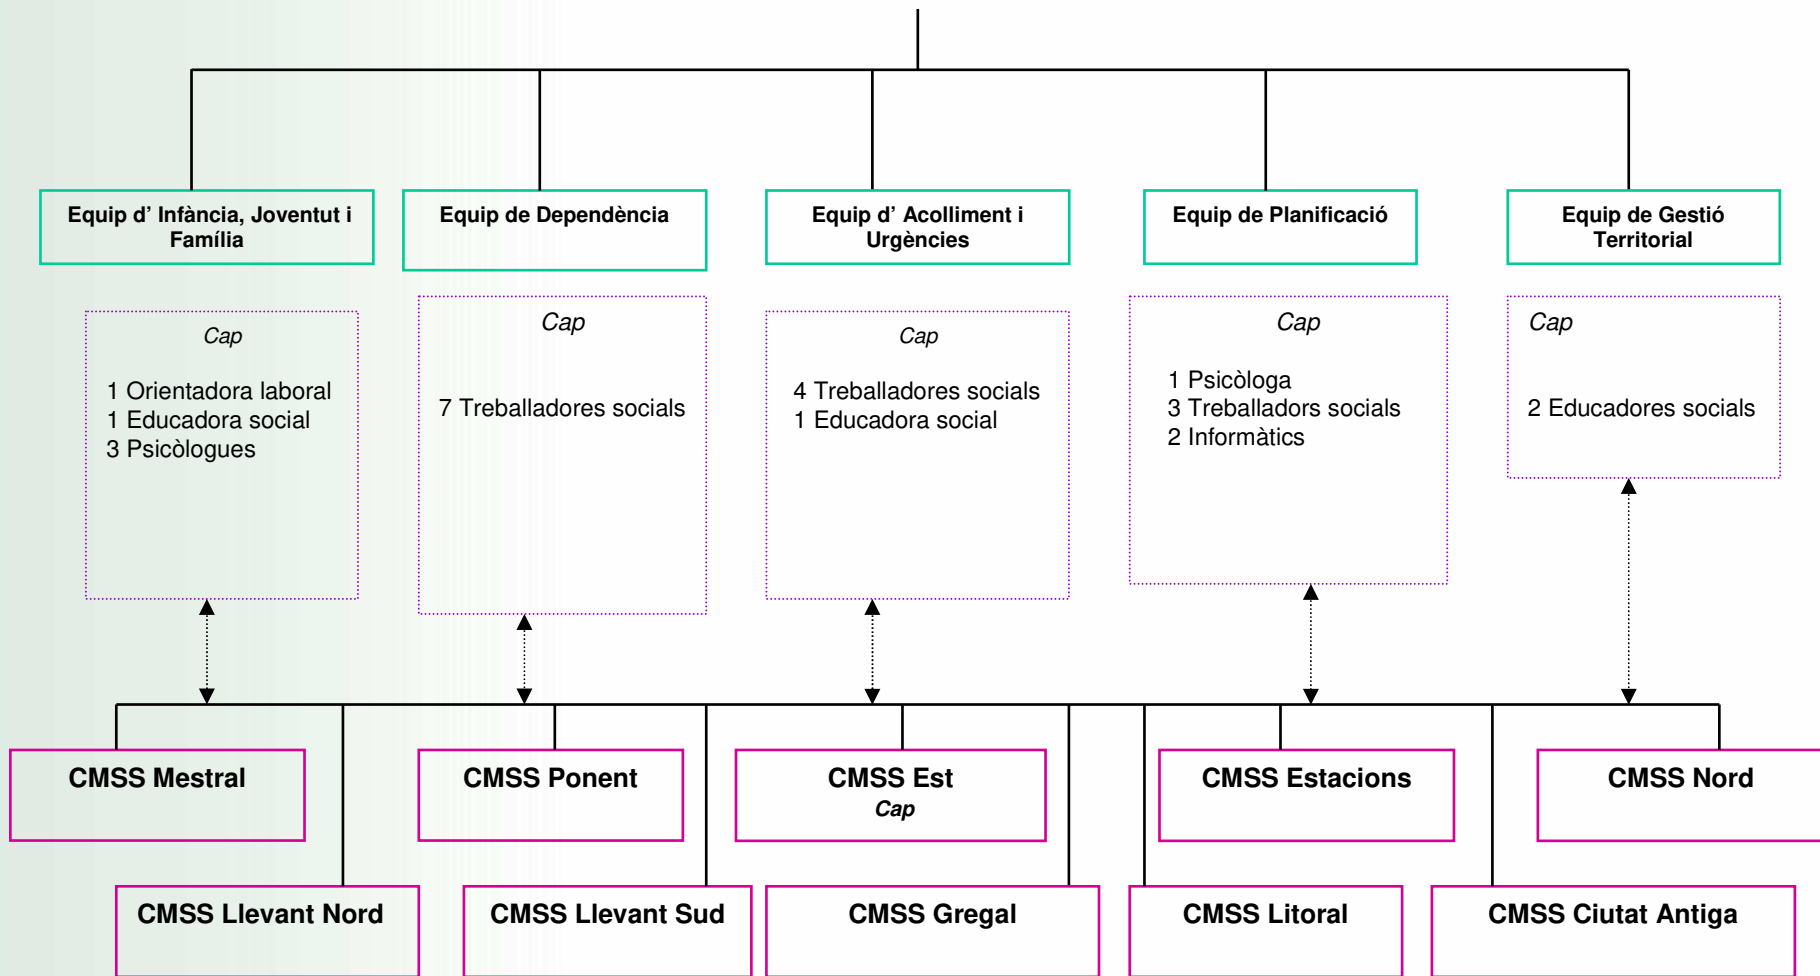 Equip d' Infància, Joventut i
Família
Equip de Dependència
Equip d' Acolliment i
Urgències
Equip de Planificació
Equip de Gestió
Territorial
Cap
1 Orientadora laboral
1 Educadora social
3 Psicòlogues
Cap
7 Treballadores socials
Cap
4 Treballadores socials
1 Educadora social
Cap
1 Psicòloga
3 Treballadors socials
2 Informàtics
Cap
2 Educadores socials
CMSS Mestral
CMSS Ponent
CMSS Est
Cap
CMSS Estacions
CMSS Nord
CMSS Llevant Nord
CMSS Llevant Sud
CMSS Gregal
CMSS Litoral
CMSS Ciutat Antiga